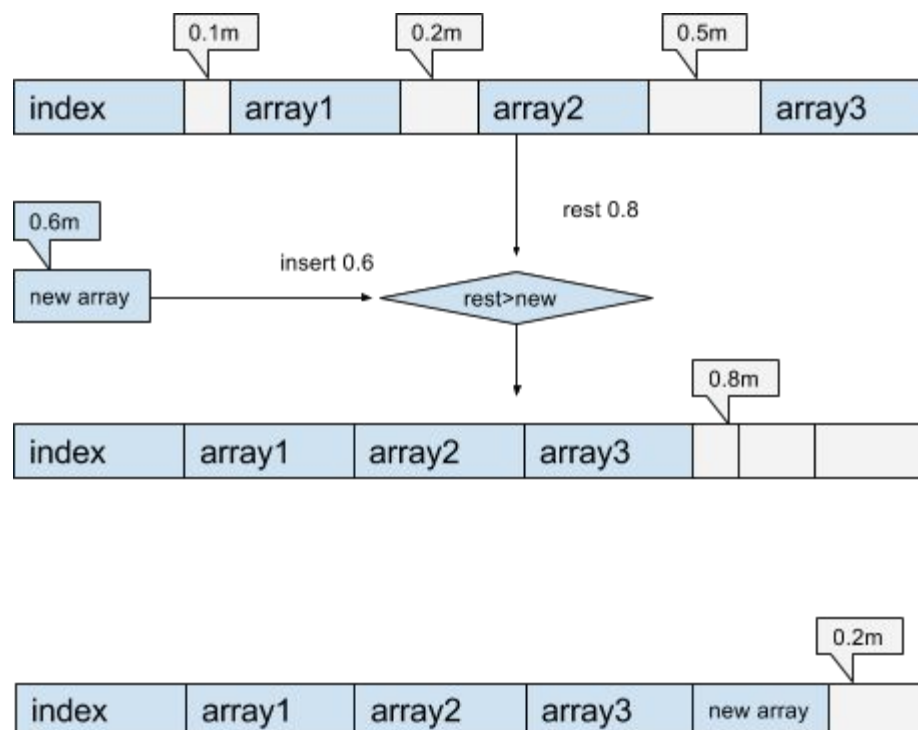 0.1m
0.2m
0.5m
index
array1
array2
array3
rest 0.8
0.6m
insert 0.6
new array
rest>new
0.8m
index
array1
array2
array3
0.2m
index
array1
array2
array3
new array